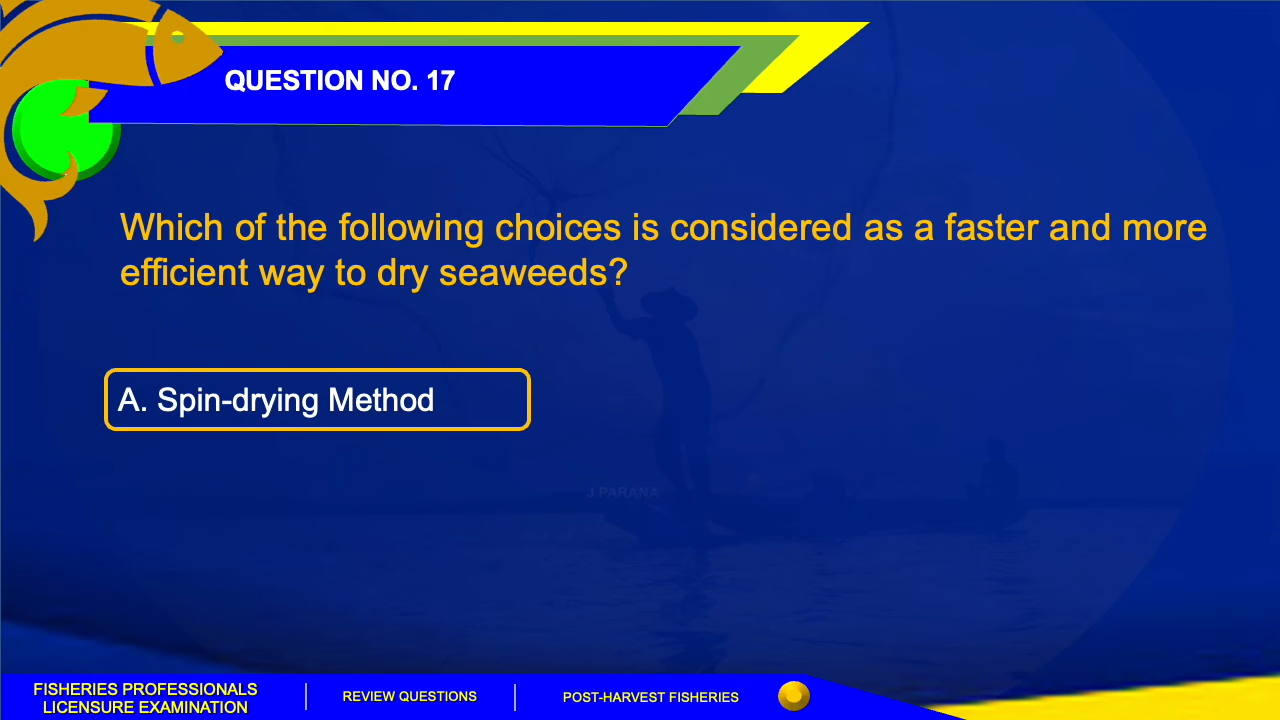 QUESTION NO. 17
Which of the following choices is considered as a faster and more
efficient way to dry seaweeds?
A. Spin-drying Method
J.PARANA
FISHERIES PROFESSIONALS
LICENSURE EXAMINATION
REVIEW QUESTIONS
POST-HARVEST FISHERIES